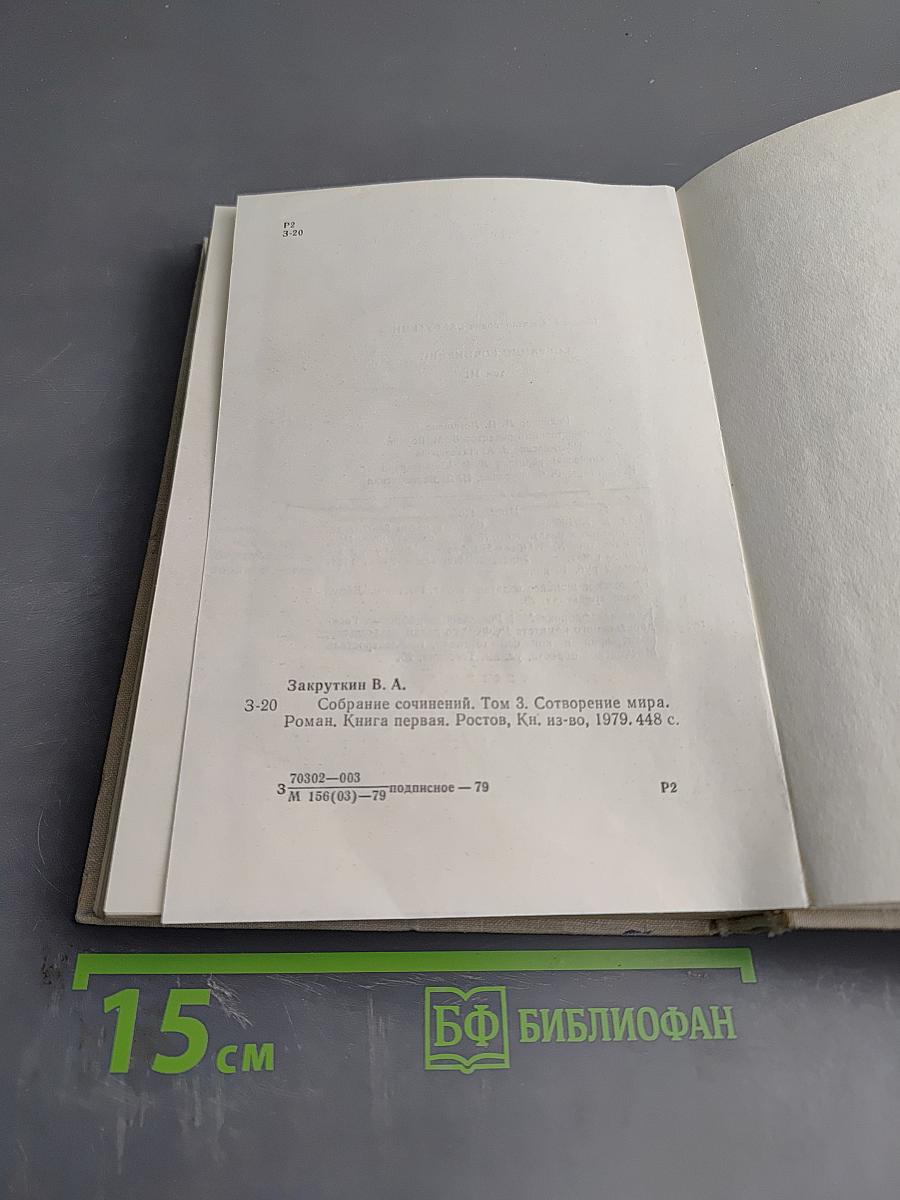 Р2
З-20
Закруткин В. А.
З-20 Собрание сочинений. Том 3. Сотворение мира.
Роман. Книга первая. Ростов, Кн. из-во, 1979. 448 с.
З 70302—003
М 156(03)—79 подписное — 79 Р2
15 см
БФ БИБЛИОФАН